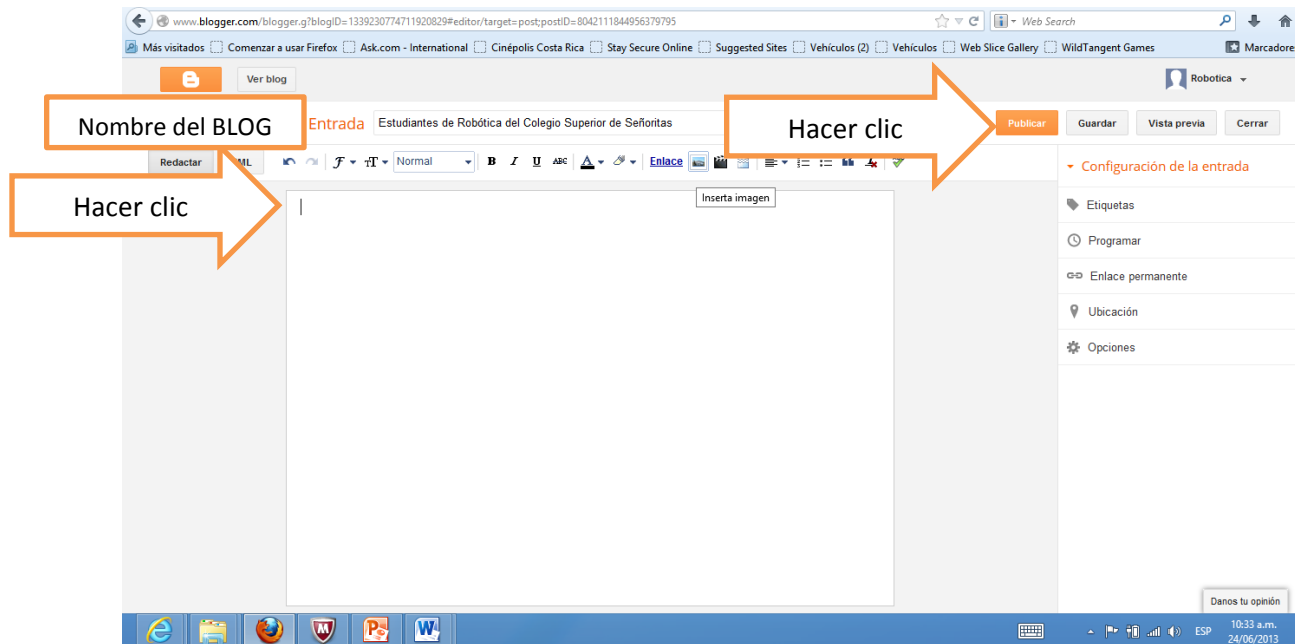 www.blogger.com/blogger.g?blogID=1339230774711920829#editor/target=post;postID=8042111844956379795
Web Search
Más visitados Comenzar a usar Firefox Ask.com - International Cinépolis Costa Rica Stay Secure Online Suggested Sites Vehículos (2) Vehículos Web Slice Gallery WildTangent Games Marcadore
Ver blog
Robotica
Nombre del BLOG
Entrada
Estudiantes de Robótica del Colegio Superior de Señoritas
Hacer clic
Publicar
Guardar
Vista previa
Cerrar
Redactar
ML
Normal
B I U ABC A Enlace
Inserta imagen
Hacer clic
Configuración de la entrada
Etiquetas
Programar
Enlace permanente
Ubicación
Opciones
Danos tu opinión
ESP
10:33 a.m.
24/06/2013